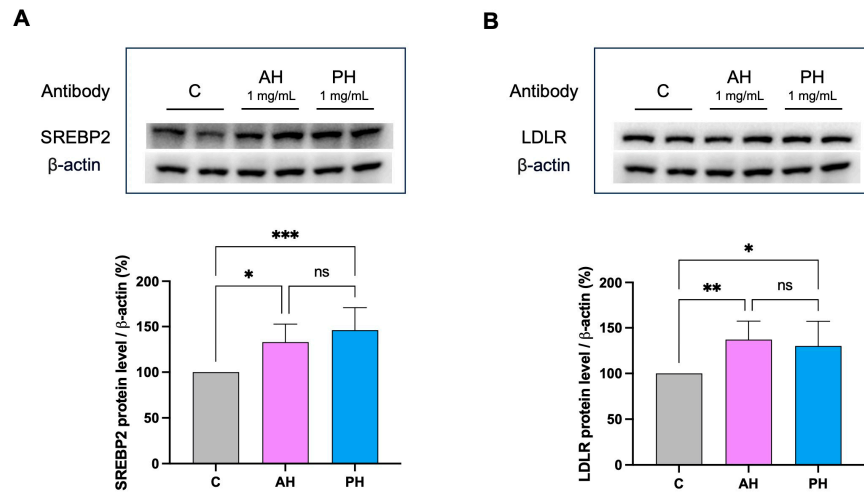 A
Antibody
C
AH
1 mg/mL
PH
1 mg/mL
SREBP2
β-actin
SREBP2 protein level / β-actin (%)
200
150
100
50
0
***
*
ns
C
AH
PH
B
Antibody
C
AH
1 mg/mL
PH
1 mg/mL
LDLR
β-actin
LDLR protein level / β-actin (%)
200
150
100
50
0
*
**
ns
C
AH
PH